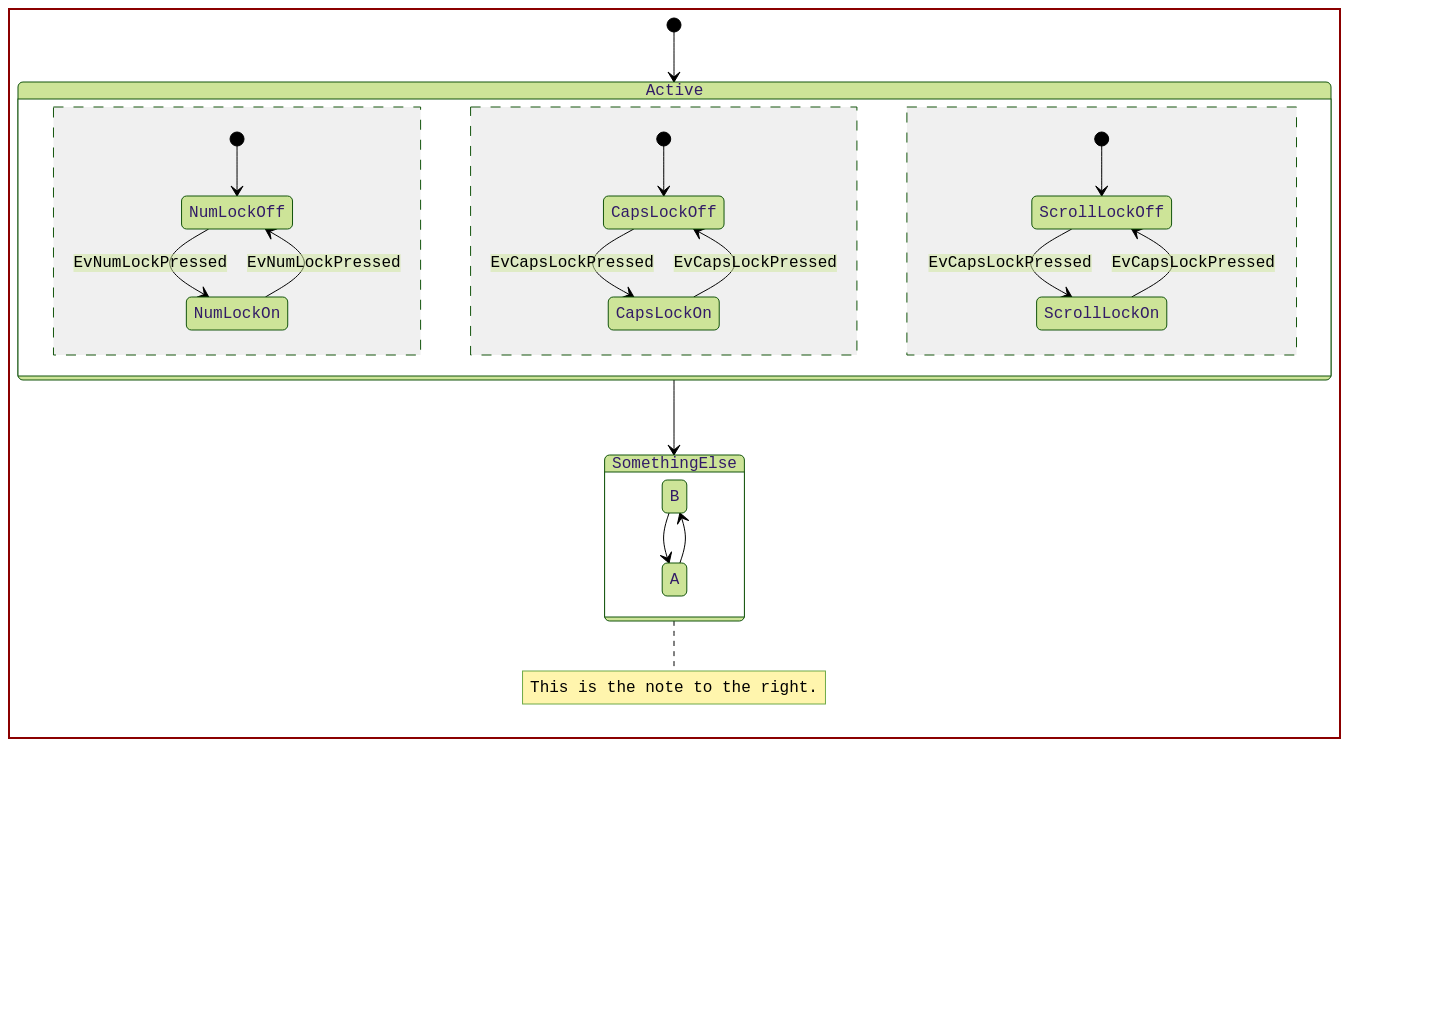 Active
NumLockOff
CapsLockOff
ScrollLockOff
EvNumLockPressed EvNumLockPressed
EvCapsLockPressed EvCapsLockPressed
EvCapsLockPressed EvCapsLockPressed
NumLockOn
CapsLockOn
ScrollLockOn
SomethingElse
B
A
This is the note to the right.